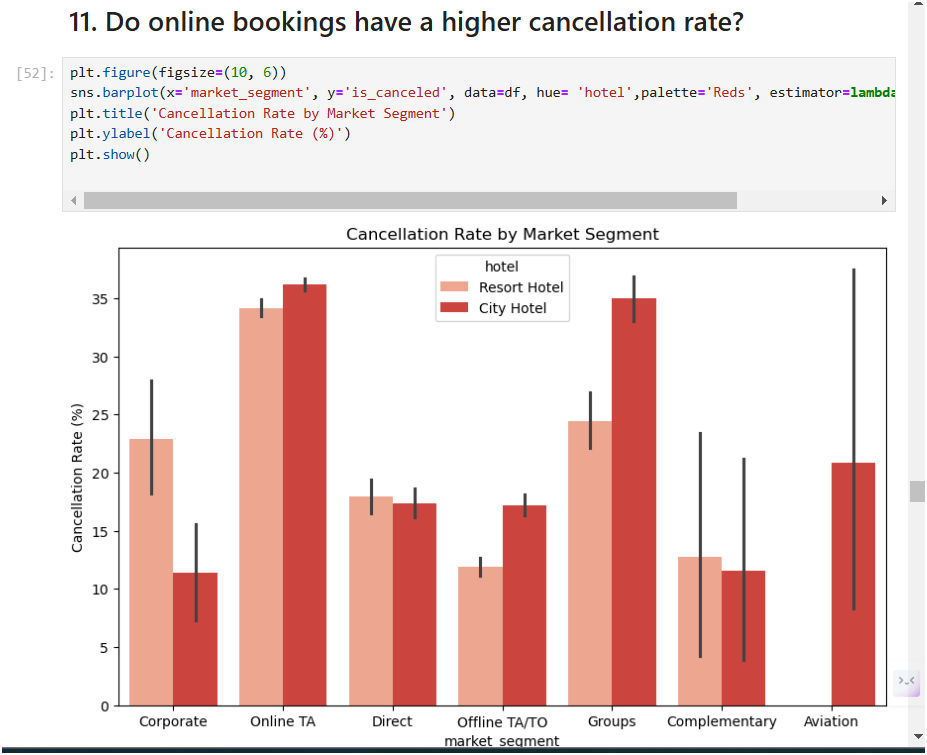 11. Do online bookings have a higher cancellation rate?
[52]:
plt.figure(figsize=(10, 6))
sns.barplot(x='market_segment', y='is_canceled', data=df, hue= 'hotel',palette='Reds', estimator=lambda
plt.title('Cancellation Rate by Market Segment')
plt.ylabel('Cancellation Rate (%)')
plt.show()
Cancellation Rate by Market Segment
hotel
Resort Hotel
City Hotel
Cancellation Rate (%)
35
30
25
20
15
10
5
0
Corporate Online TA Direct Offline TA/TO Groups Complementary Aviation
market_segment